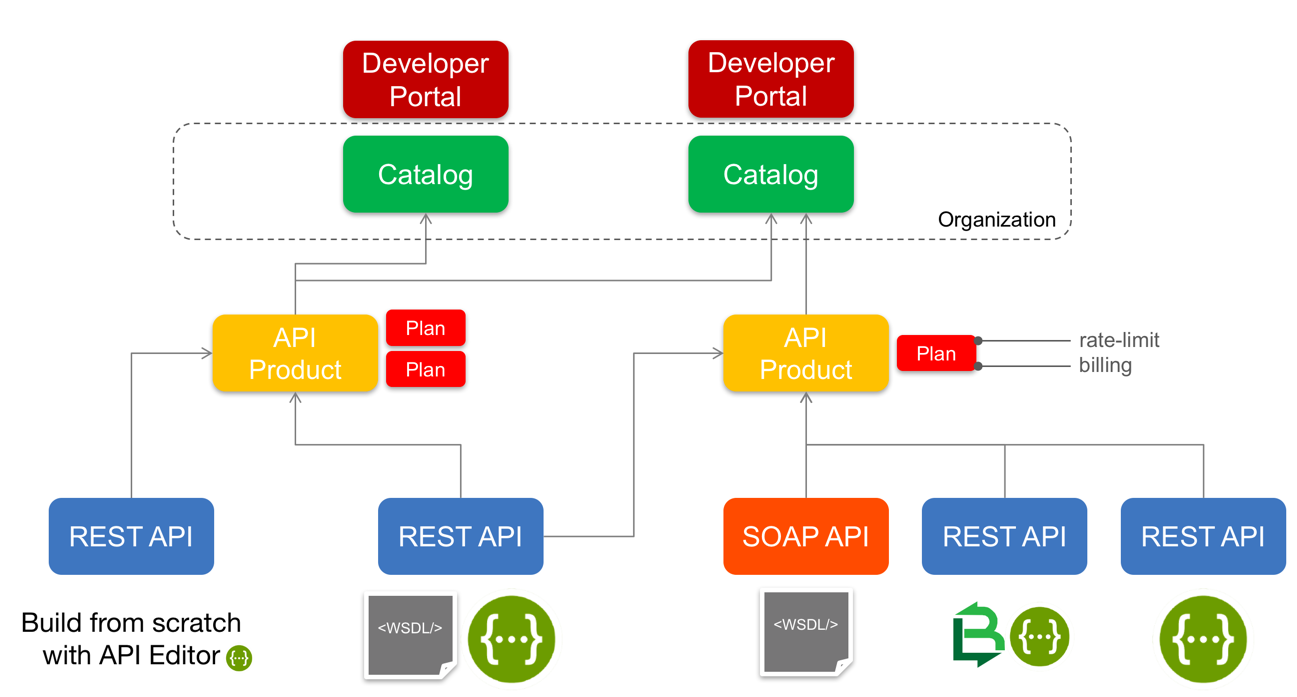 Developer
Portal
Developer
Portal
Catalog
Catalog
Organization
API
Product
Plan
Plan
API
Product
Plan
rate-limit
billing
REST API
REST API
SOAP API
REST API
REST API
Build from scratch
with API Editor {···}
<WSDL/>
{···}
<WSDL/>
{···}
{···}